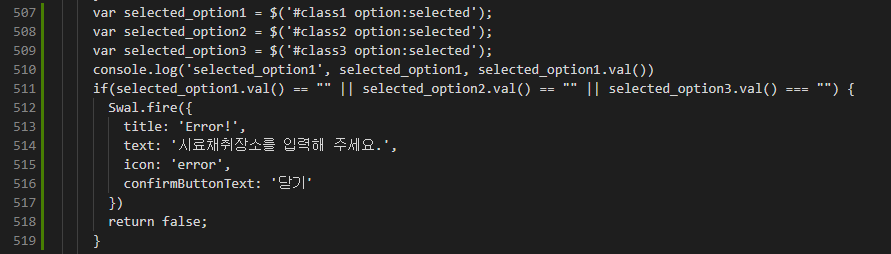 507 var selected_option1 = $('#class1 option:selected');
508 var selected_option2 = $('#class2 option:selected');
509 var selected_option3 = $('#class3 option:selected');
510 console.log('selected_option1', selected_option1, selected_option1.val())
511 if(selected_option1.val() == "" || selected_option2.val() == "" || selected_option3.val() === "") {
512 Swal.fire({
513 title: 'Error!',
514 text: '시료채취장소를 입력해 주세요.',
515 icon: 'error',
516 confirmButtonText: '닫기'
517 })
518 return false;
519 }